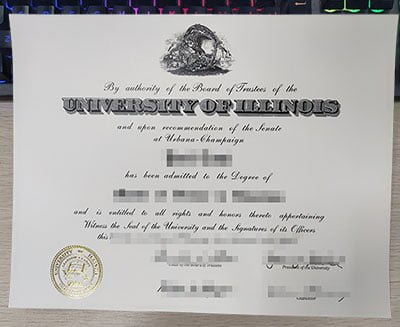 By authority of the Board of Trustees of the
UNIVERSITY OF ILLINOIS
and upon recommendation of the Senate
at Urbana-Champaign
has been admitted to the Degree of
and is entitled to all rights and honors thereto appertaining
Witness the Seal of the University and the Signatures of its Officers
this
President of the University